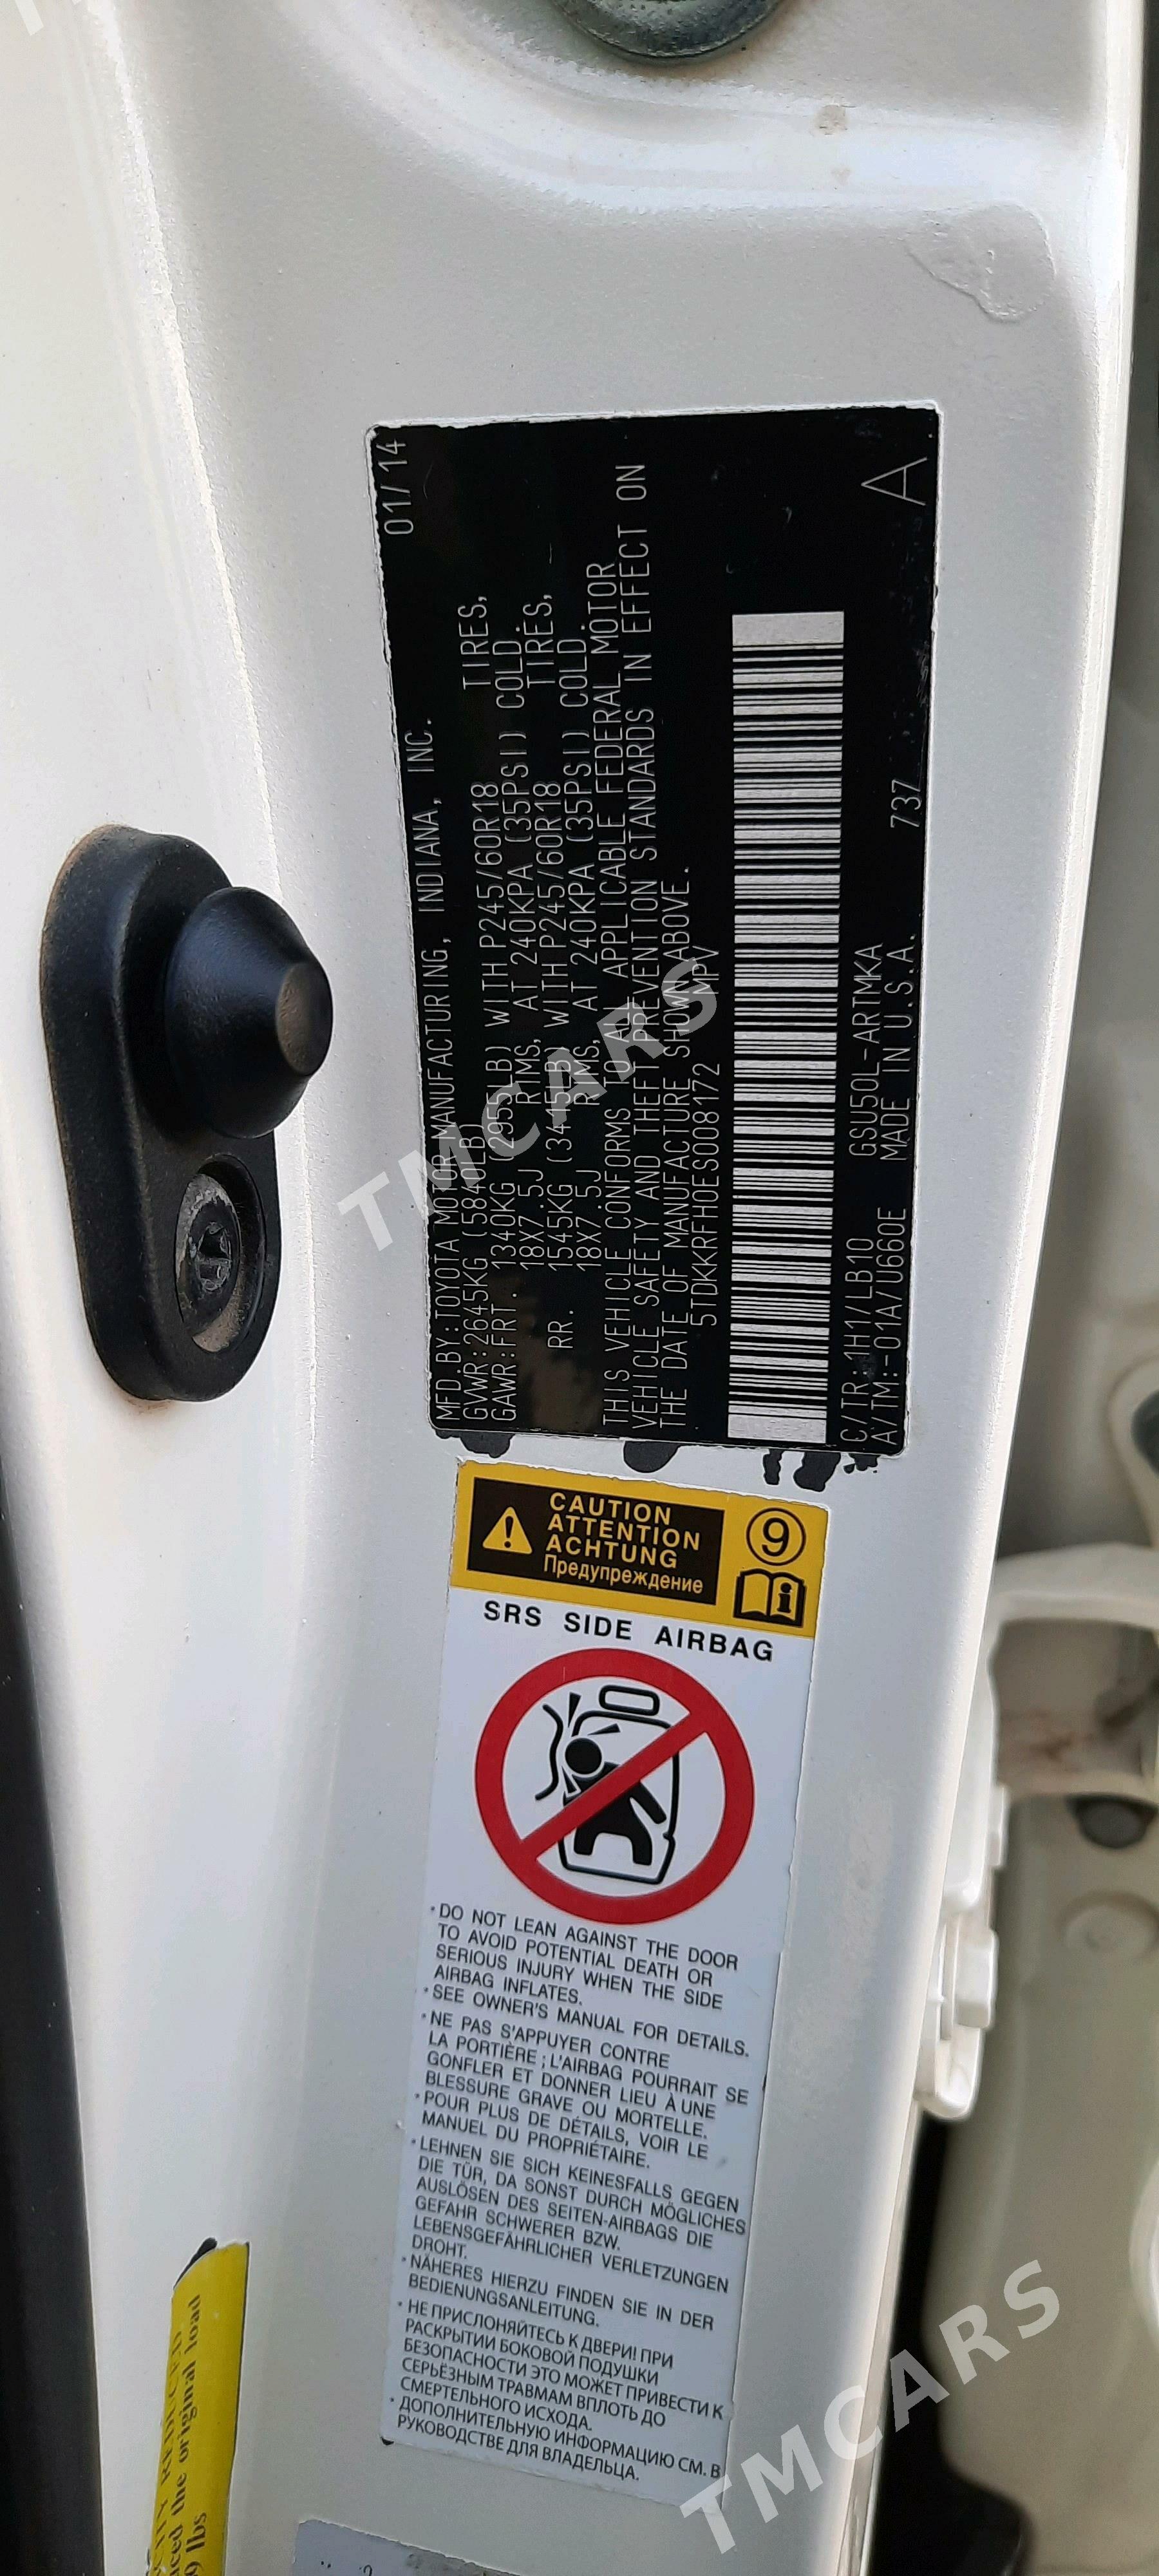 01/14
MFD.BY:TOYOTA MOTOR MANUFACTURING, INDIANA, INC.
GVWR:2645KG (5840LB)
GAWR:FRT. 1340KG (2955LB) WITH P245/60R18 TIRES,
18X7.5J RIMS, AT 240KPA (35PSI) COLD.
RR. 1545KG (3405LB) WITH P245/60R18 TIRES,
18X7.5J RIMS, AT 240KPA (35PSI) COLD.
THIS VEHICLE CONFORMS TO ALL APPLICABLE FEDERAL MOTOR
VEHICLE SAFETY AND THEFT PREVENTION STANDARDS IN EFFECT ON
THE DATE OF MANUFACTURE SHOWN ABOVE.
5TDKKRFH0ES008172 MPV
C/TR:1H1/LB10 GSU50L-ARTMKA
A/TM:-01A/U660E MADE IN U.S.A. 737 A
TMCARS
CAUTION
ATTENTION
ACHTUNG
Предупреждение
9
SRS SIDE AIRBAG
•DO NOT LEAN AGAINST THE DOOR
TO AVOID POTENTIAL DEATH OR
SERIOUS INJURY WHEN THE SIDE
AIRBAG INFLATES.
•SEE OWNER'S MANUAL FOR DETAILS.
•NE PAS S'APPUYER CONTRE
LA PORTIÈRE ; L'AIRBAG POURRAIT SE
GONFLER ET DONNER LIEU À UNE
BLESSURE GRAVE OU MORTELLE.
•POUR PLUS DE DÉTAILS, VOIR LE
MANUEL DU PROPRIÉTAIRE.
•LEHNEN SIE SICH KEINESFALLS GEGEN
DIE TÜR, DA SONST DURCH MÖGLICHES
AUSLÖSEN DES SEITEN-AIRBAGS DIE
GEFAHR SCHWERER BZW.
LEBENSGEFÄHRLICHER VERLETZUNGEN
DROHT.
•NÄHERES HIERZU FINDEN SIE IN DER
BEDIENUNGSANLEITUNG.
•НЕ ПРИСЛОНЯЙТЕСЬ К ДВЕРИ! ПРИ
РАСКРЫТИИ БОКОВОЙ ПОДУШКИ
БЕЗОПАСНОСТИ ЭТО МОЖЕТ ПРИВЕСТИ К
СЕРЬЁЗНЫМ ТРАВМАМ ВПЛОТЬ ДО
СМЕРТЕЛЬНОГО ИСХОДА.
•ДОПОЛНИТЕЛЬНУЮ ИНФОРМАЦИЮ СМ. В
РУКОВОДСТВЕ ДЛЯ ВЛАДЕЛЬЦА.
REDUCED
the original load
lbs
TMCARS